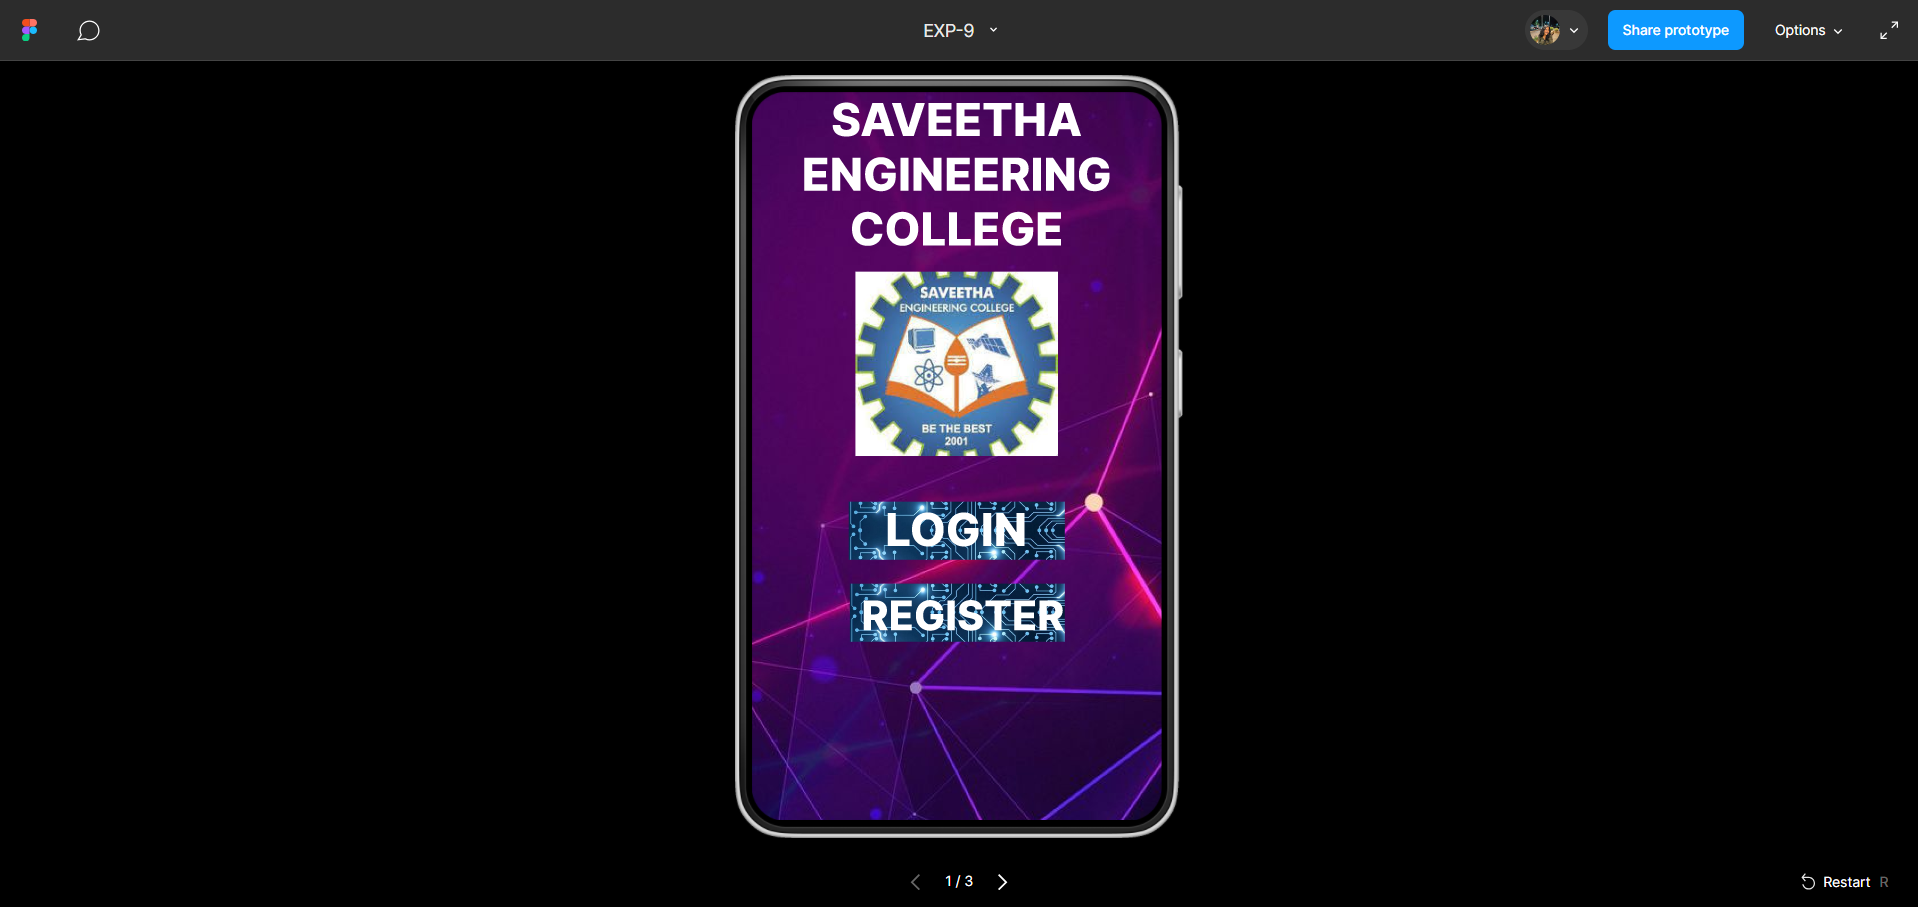 EXP-9
Share prototype
Options
SAVEETHA
ENGINEERING
COLLEGE
SAVEETHA
ENGINEERING COLLEGE
BE THE BEST
2001
LOGIN
REGISTER
1 / 3
Restart R